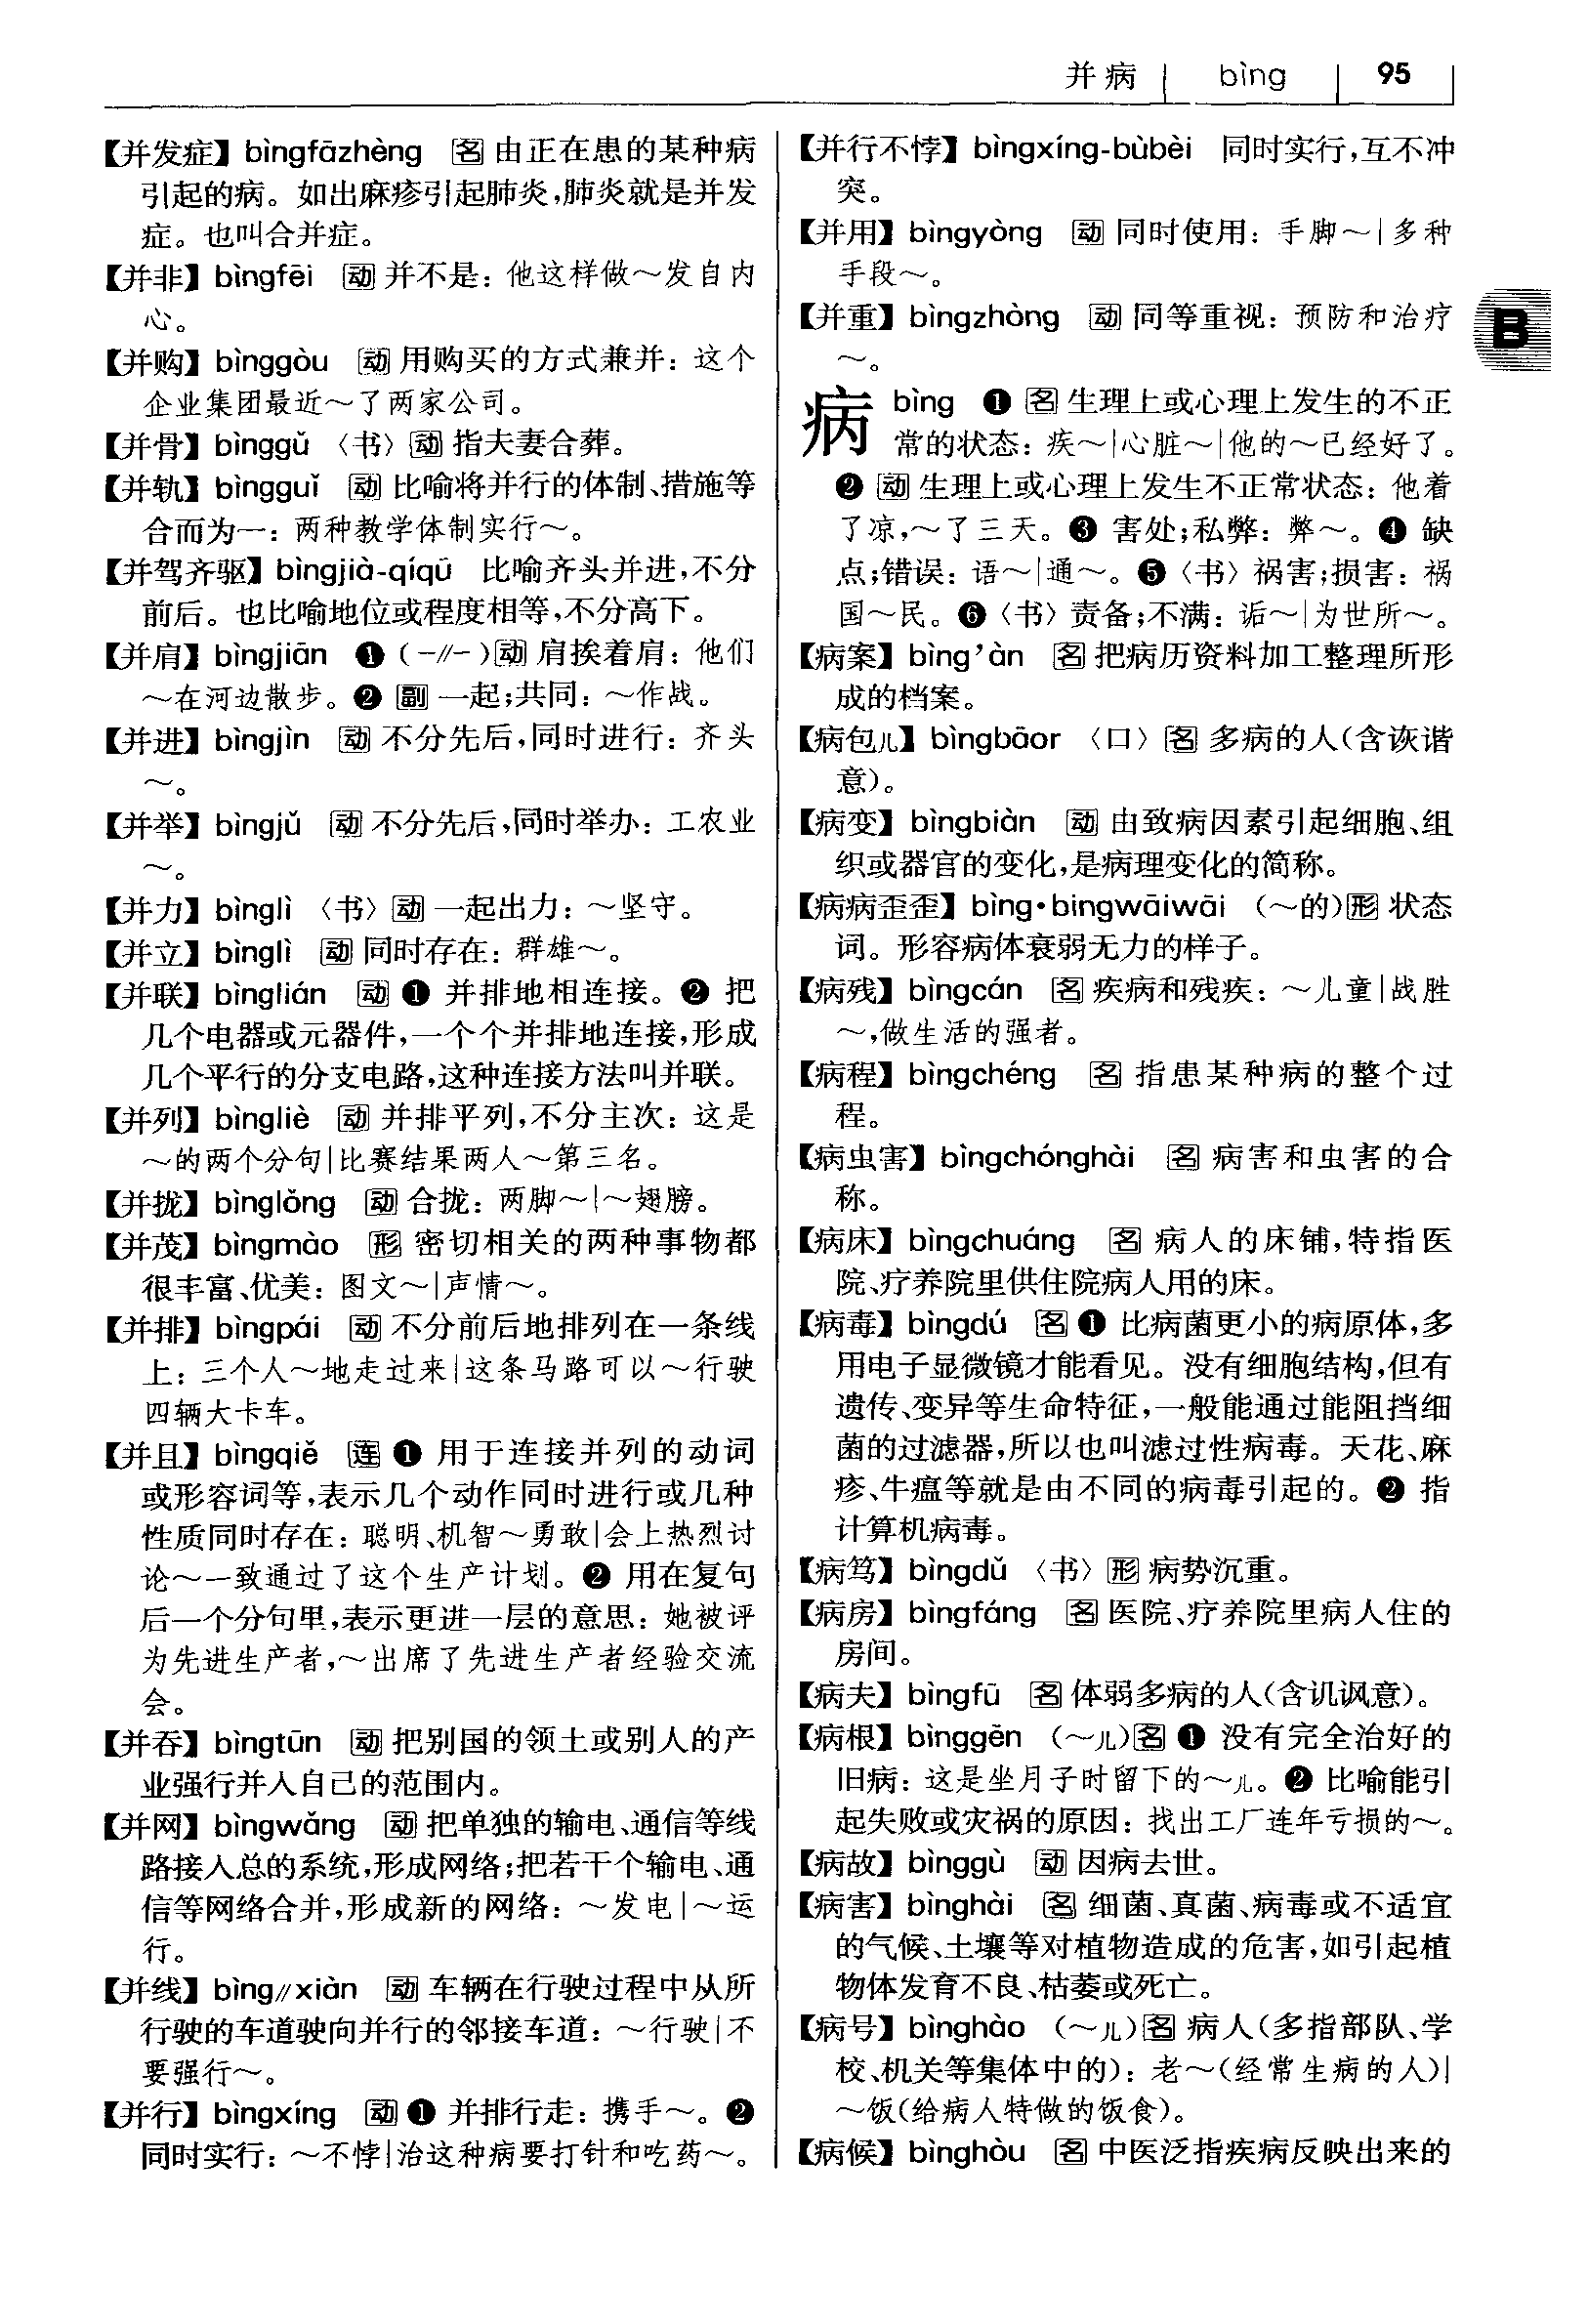 并病 bìng 95
【并发症】 bìngfāzhèng 名 由正在患的某种病
引起的病。如出麻疹引起肺炎,肺炎就是并发
症。也叫合并症。
【并非】 bìngfēi 动 并不是：他这样做～发自内
心。
【并购】 bìnggòu 动 用购买的方式兼并：这个
企业集团最近～了两家公司。
【并骨】 bìnggǔ 〈书〉 动 指夫妻合葬。
【并轨】 bìngguǐ 动 比喻将并行的体制、措施等
合而为一：两种教学体制实行～。
【并驾齐驱】 bìngjià-qíqū 比喻齐头并进,不分
前后。也比喻地位或程度相等,不分高下。
【并肩】 bìngjiān ❶ (-//-) 动 肩挨着肩：他们
～在河边散步。❷ 副 一起;共同：～作战。
【并进】 bìngjìn 动 不分先后,同时进行：齐头
～。
【并举】 bìngjǔ 动 不分先后,同时举办：工农业
～。
【并力】 bìnglì 〈书〉 动 一起出力：～坚守。
【并立】 bìnglì 动 同时存在：群雄～。
【并联】 bìnglián 动 ❶ 并排地相连接。❷ 把
几个电器或元器件,一个个并排地连接,形成
几个平行的分支电路,这种连接方法叫并联。
【并列】 bìngliè 动 并排平列,不分主次：这是
～的两个分句|比赛结果两人～第三名。
【并拢】 bìnglǒng 动 合拢：两脚～|～翅膀。
【并茂】 bìngmào 形 密切相关的两种事物都
很丰富、优美：图文～|声情～。
【并排】 bìngpái 动 不分前后地排列在一条线
上：三个人～地走过来|这条马路可以～行驶
四辆大卡车。
【并且】 bìngqiě 连 ❶ 用于连接并列的动词
或形容词等,表示几个动作同时进行或几种
性质同时存在：聪明、机智～勇敢|会上热烈讨
论～一致通过了这个生产计划。❷ 用在复句
后一个分句里,表示更进一层的意思：她被评
为先进生产者,～出席了先进生产者经验交流
会。
【并吞】 bìngtūn 动 把别国的领土或别人的产
业强行并入自己的范围内。
【并网】 bìngwǎng 动 把单独的输电、通信等线
路接入总的系统,形成网络;把若干个输电、通
信等网络合并,形成新的网络：～发电|～运
行。
【并线】 bìng//xiàn 动 车辆在行驶过程中从所
行驶的车道驶向并行的邻接车道：～行驶|不
要强行～。
【并行】 bìngxíng 动 ❶ 并排行走：携手～。❷
同时实行：～不悖|治这种病要打针和吃药～。
【并行不悖】 bìngxíng-bùbèi 同时实行,互不冲
突。
【并用】 bìngyòng 动 同时使用：手脚～|多种
手段～。
【并重】 bìngzhòng 动 同等重视：预防和治疗
～。
B
病 bìng ❶ 名 生理上或心理上发生的不正
常的状态：疾～|心脏～|他的～已经好了。
❷ 动 生理上或心理上发生不正常状态：他着
了凉,～了三天。❸ 害处;私弊：弊～。❹ 缺
点;错误：语～|通～。❺〈书〉祸害;损害：祸
国～民。❻〈书〉责备;不满：诟～|为世所～。
【病案】 bìng’àn 名 把病历资料加工整理所形
成的档案。
【病包儿】 bìngbāor 〈口〉 名 多病的人(含诙谐
意)。
【病变】 bìngbiàn 动 由致病因素引起细胞、组
织或器官的变化,是病理变化的简称。
【病病歪歪】 bìng•bingwāiwāi (～的) 形 状态
词。形容病体衰弱无力的样子。
【病残】 bìngcán 名 疾病和残疾：～儿童|战胜
～,做生活的强者。
【病程】 bìngchéng 名 指患某种病的整个过
程。
【病虫害】 bìngchónghài 名 病害和虫害的合
称。
【病床】 bìngchuáng 名 病人的床铺,特指医
院、疗养院里供住院病人用的床。
【病毒】 bìngdú 名 ❶ 比病菌更小的病原体,多
用电子显微镜才能看见。没有细胞结构,但有
遗传、变异等生命特征,一般能通过能阻挡细
菌的过滤器,所以也叫滤过性病毒。天花、麻
疹、牛瘟等就是由不同的病毒引起的。❷ 指
计算机病毒。
【病笃】 bìngdǔ 〈书〉 形 病势沉重。
【病房】 bìngfáng 名 医院、疗养院里病人住的
房间。
【病夫】 bìngfū 名 体弱多病的人(含讥讽意)。
【病根】 bìnggēn (～儿) 名 ❶ 没有完全治好的
旧病：这是坐月子时留下的～儿。❷ 比喻能引
起失败或灾祸的原因：找出工厂连年亏损的～。
【病故】 bìnggù 动 因病去世。
【病害】 bìnghài 名 细菌、真菌、病毒或不适宜
的气候、土壤等对植物造成的危害,如引起植
物体发育不良、枯萎或死亡。
【病号】 bìnghào (～儿) 名 病人(多指部队、学
校、机关等集体中的)：老～(经常生病的人)|
～饭(给病人特做的饭食)。
【病候】 bìnghòu 名 中医泛指疾病反映出来的